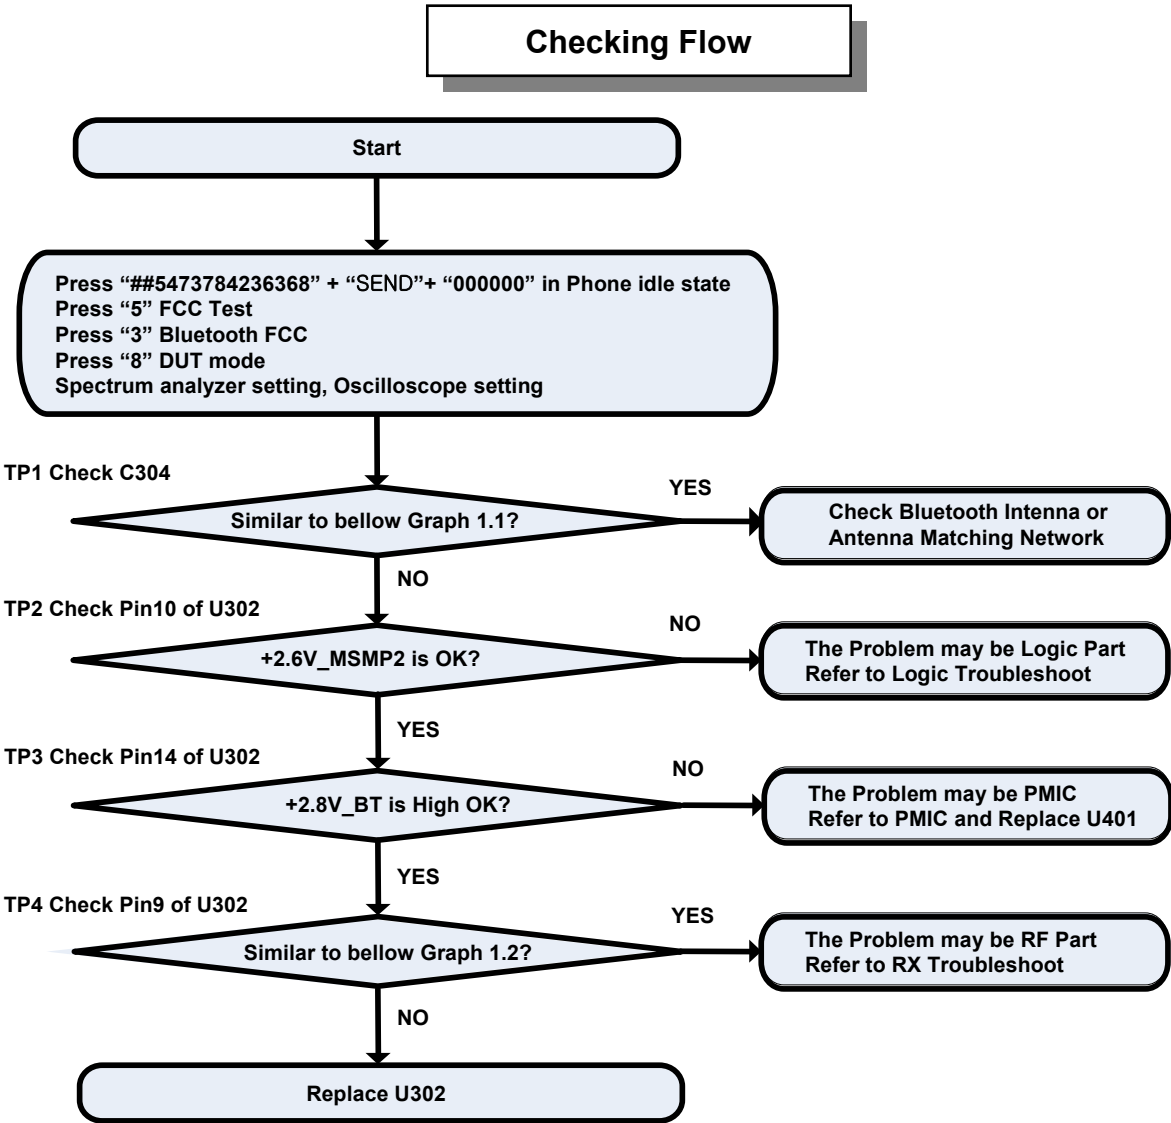 Checking Flow
Start
Press “##5473784236368” + “SEND”+ “000000” in Phone idle state
Press “5” FCC Test
Press “3” Bluetooth FCC
Press “8” DUT mode
Spectrum analyzer setting, Oscilloscope setting
TP1 Check C304
Similar to bellow Graph 1.1?
YES
Check Bluetooth Intenna or
Antenna Matching Network
NO
TP2 Check Pin10 of U302
+2.6V_MSMP2 is OK?
NO
The Problem may be Logic Part
Refer to Logic Troubleshoot
YES
TP3 Check Pin14 of U302
+2.8V_BT is High OK?
NO
The Problem may be PMIC
Refer to PMIC and Replace U401
YES
TP4 Check Pin9 of U302
Similar to bellow Graph 1.2?
YES
The Problem may be RF Part
Refer to RX Troubleshoot
NO
Replace U302